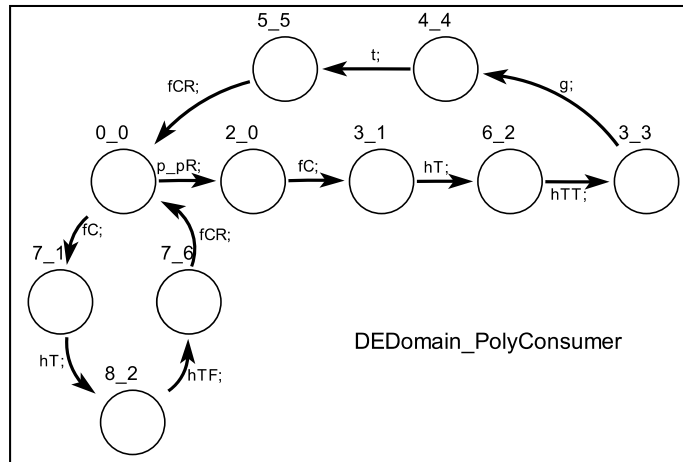 5_5
4_4
t;
g;
fCR;
0_0
2_0
3_1
6_2
3_3
p_pR;
fC;
hT;
hTT;
fC;
fCR;
7_1
7_6
DEDomain_PolyConsumer
hT;
8_2
hTF;